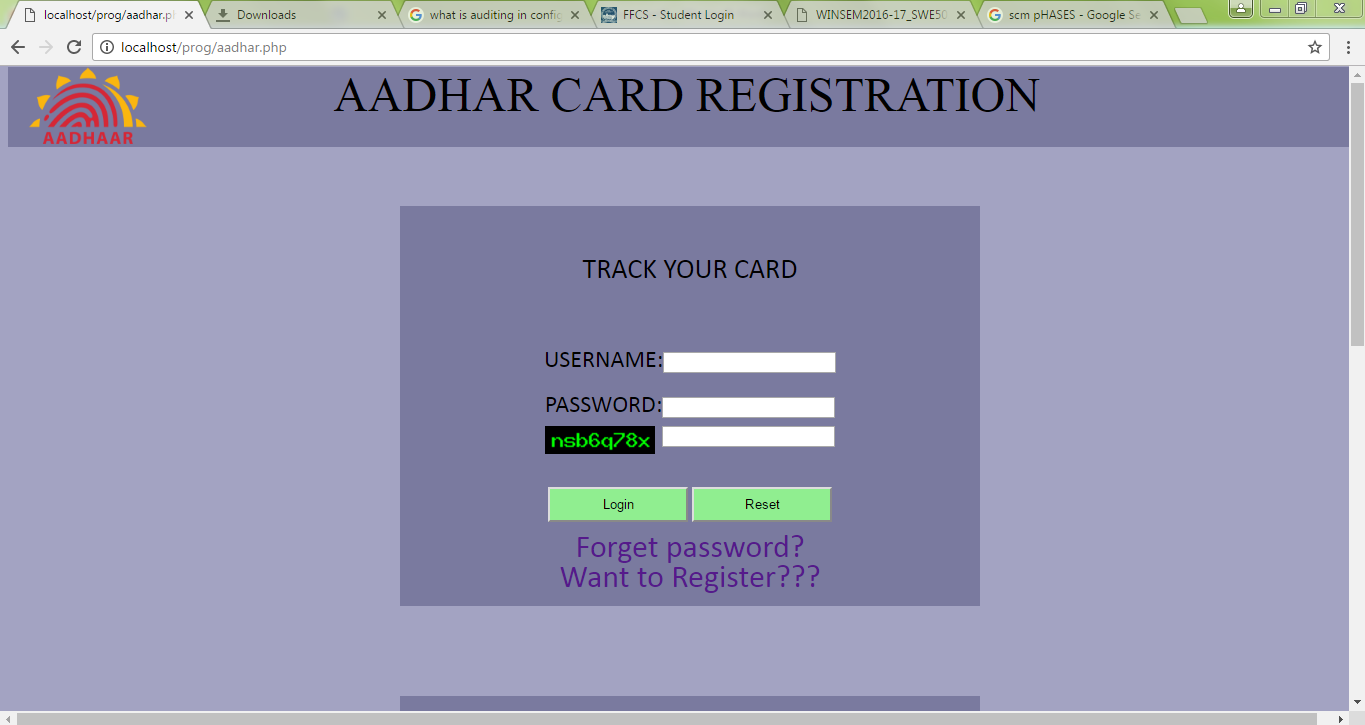 localhost/prog/aadhar.ph
Downloads
what is auditing in config
FFCS - Student Login
WINSEM2016-17_SWE50
scm pHASES - Google Se
localhost/prog/aadhar.php
AADHAAR
AADHAR CARD REGISTRATION
TRACK YOUR CARD
USERNAME:
PASSWORD:
nsb6q78x
Login Reset
Forget password?
Want to Register???